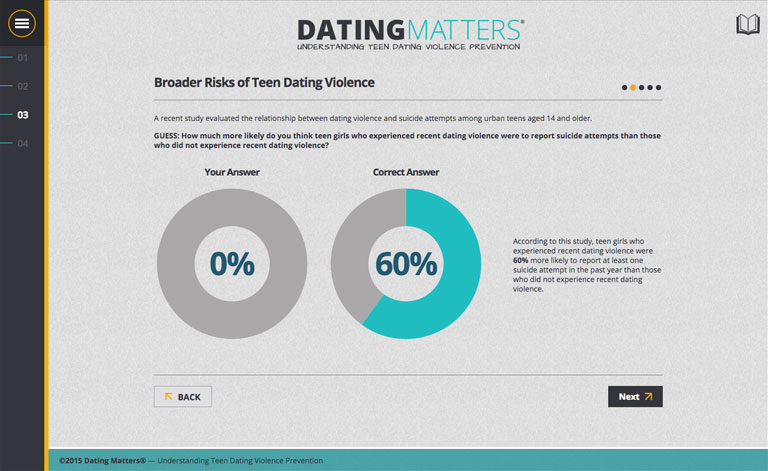 DATINGMATTERS®
UNDERSTANDING TEEN DATING VIOLENCE PREVENTION
01
02
03
04
Broader Risks of Teen Dating Violence
A recent study evaluated the relationship between dating violence and suicide attempts among urban teens aged 14 and older.
GUESS: How much more likely do you think teen girls who experienced recent dating violence were to report suicide attempts than those
who did not experience recent dating violence?
Your Answer
Correct Answer
0%
60%
According to this study, teen girls who
experienced recent dating violence were
60% more likely to report at least one
suicide attempt in the past year than those
who did not experience recent dating
violence.
BACK
Next
©2015 Dating Matters® — Understanding Teen Dating Violence Prevention